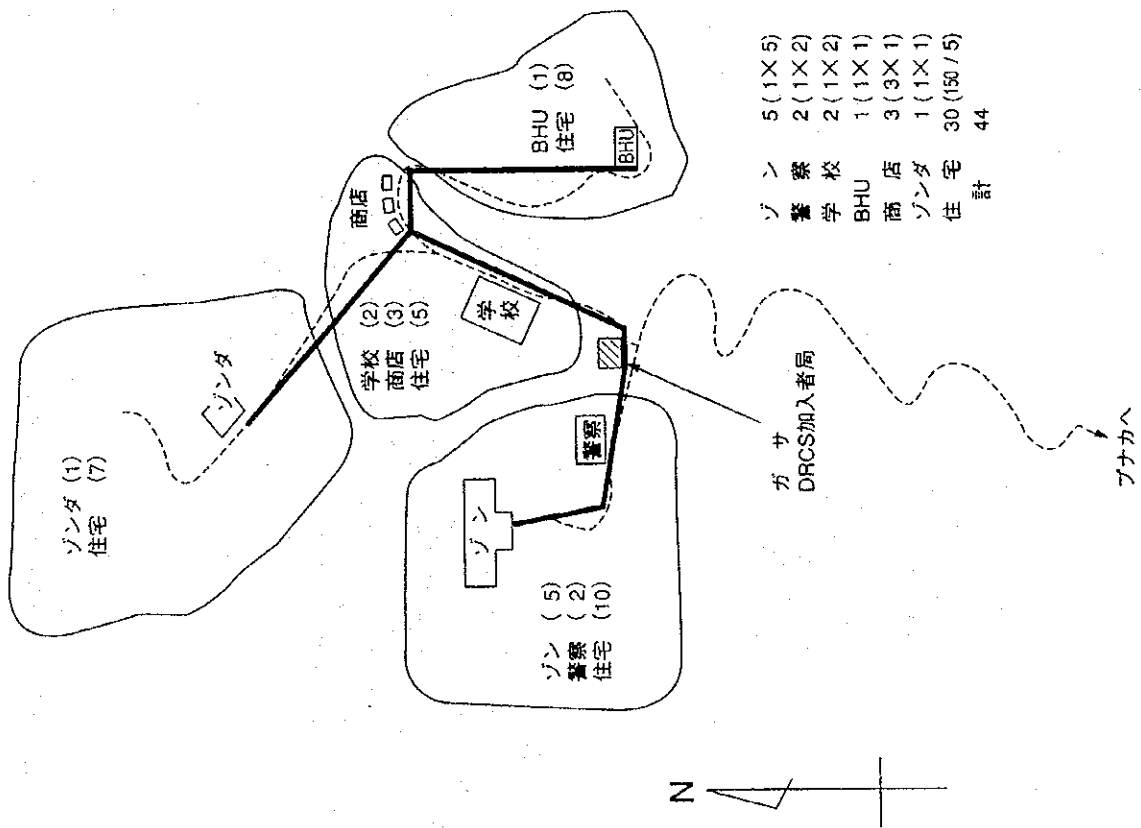 ゾンダ (1)
住宅 (7)
ゾンダ
商店
学校 (2)
商店 (3)
住宅 (5)
学校
BHU (1)
住宅 (8)
BHU
ゾン (5)
警察 (2)
住宅 (10)
ゾン
警察
ガサ
DRCS加入者局
プナカへ
N
ゾン 5 (1×5)
警察 2 (1×2)
学校 2 (1×2)
BHU 1 (1×1)
商店 3 (3×1)
ゾンダ 1 (1×1)
住宅 30 (150/5)
計 44